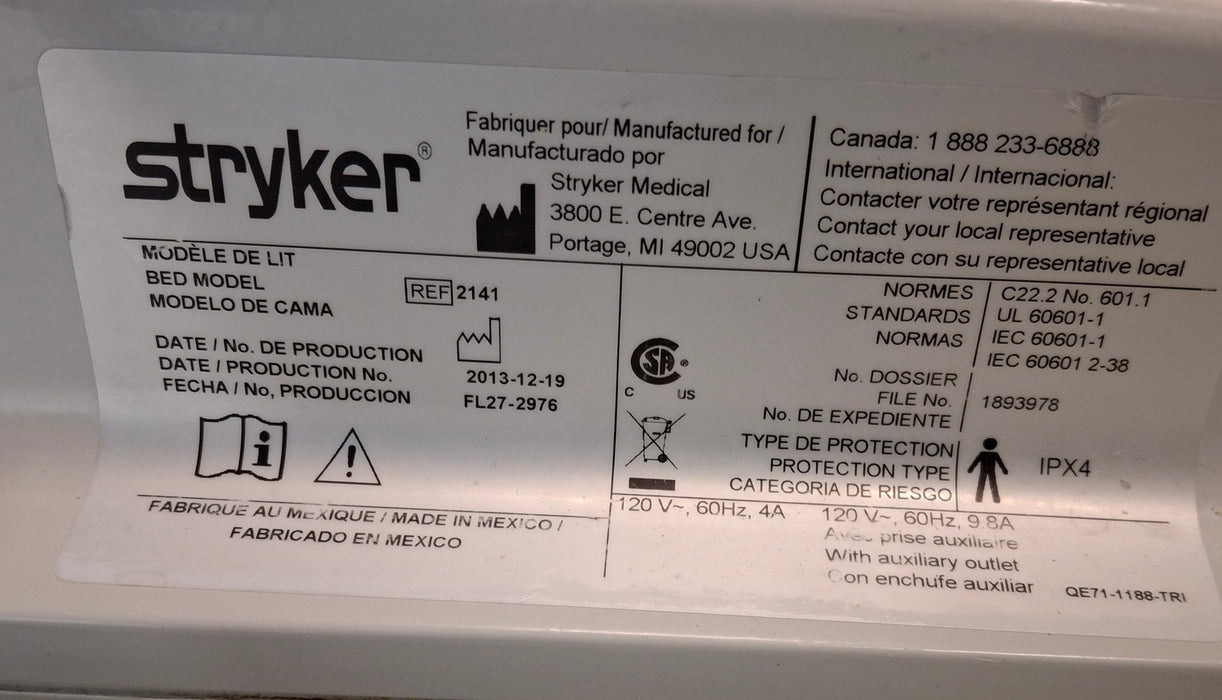 stryker®
Fabriquer pour/ Manufactured for /
Manufacturado por
Stryker Medical
3800 E. Centre Ave.
Portage, MI 49002 USA
Canada: 1 888 233-6888
International / Internacional:
Contacter votre représentant régional
Contact your local representative
Contacte con su representative local
MODÈLE DE LIT
BED MODEL
MODELO DE CAMA
REF 2141
DATE / No. DE PRODUCTION
DATE / PRODUCTION No.
FECHA / No, PRODUCCION
2013-12-19
FL27-2976
FABRIQUE AU MEXIQUE / MADE IN MEXICO /
FABRICADO EN MEXICO
CSA®
C US
NORMES
STANDARDS
NORMAS
C22.2 No. 601.1
UL 60601-1
IEC 60601-1
IEC 60601 2-38
No. DOSSIER
FILE No.
No. DE EXPEDIENTE
1893978
TYPE DE PROTECTION
PROTECTION TYPE
CATEGORIA DE RIESGO
IPX4
120 V~, 60Hz, 4A
120 V~, 60Hz, 9.8A
Avec prise auxiliaire
With auxiliary outlet
Con enchufe auxiliar
QE71-1188-TRI